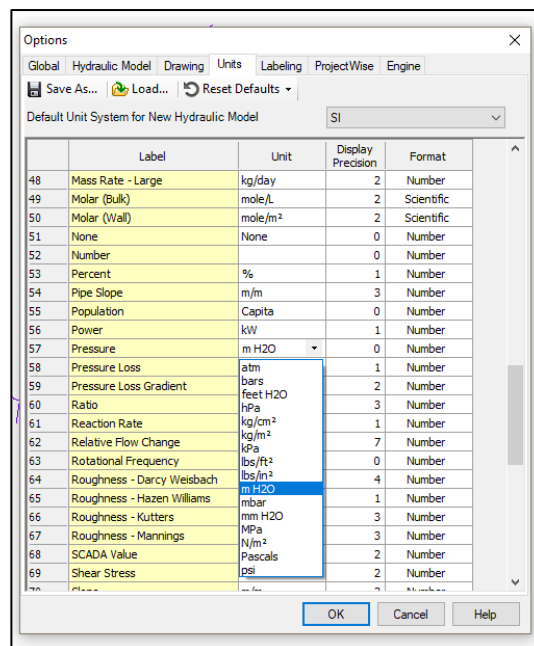 Options
Global Hydraulic Model Drawing Units Labeling ProjectWise Engine
Save As... Load... Reset Defaults
Default Unit System for New Hydraulic Model SI
Label Unit Display Precision Format
48 Mass Rate - Large kg/day 2 Number
49 Molar (Bulk) mole/L 2 Scientific
50 Molar (Wall) mole/m² 2 Scientific
51 None None 0 Number
52 Number 0 Number
53 Percent % 1 Number
54 Pipe Slope m/m 3 Number
55 Population Capita 0 Number
56 Power kW 1 Number
57 Pressure m H2O 0 Number
58 Pressure Loss 1 Number
59 Pressure Loss Gradient 2 Number
60 Ratio 3 Number
61 Reaction Rate 1 Number
62 Relative Flow Change 7 Number
63 Rotational Frequency 0 Number
64 Roughness - Darcy Weisbach 4 Number
65 Roughness - Hazen Williams 1 Number
66 Roughness - Kutters 3 Number
67 Roughness - Mannings 3 Number
68 SCADA Value 2 Number
69 Shear Stress 2 Number
atm
bars
feet H2O
hPa
kg/cm²
kg/m²
kPa
lbs/ft²
lbs/in²
m H2O
mbar
mm H2O
MPa
N/m²
Pascals
psi
OK Cancel Help